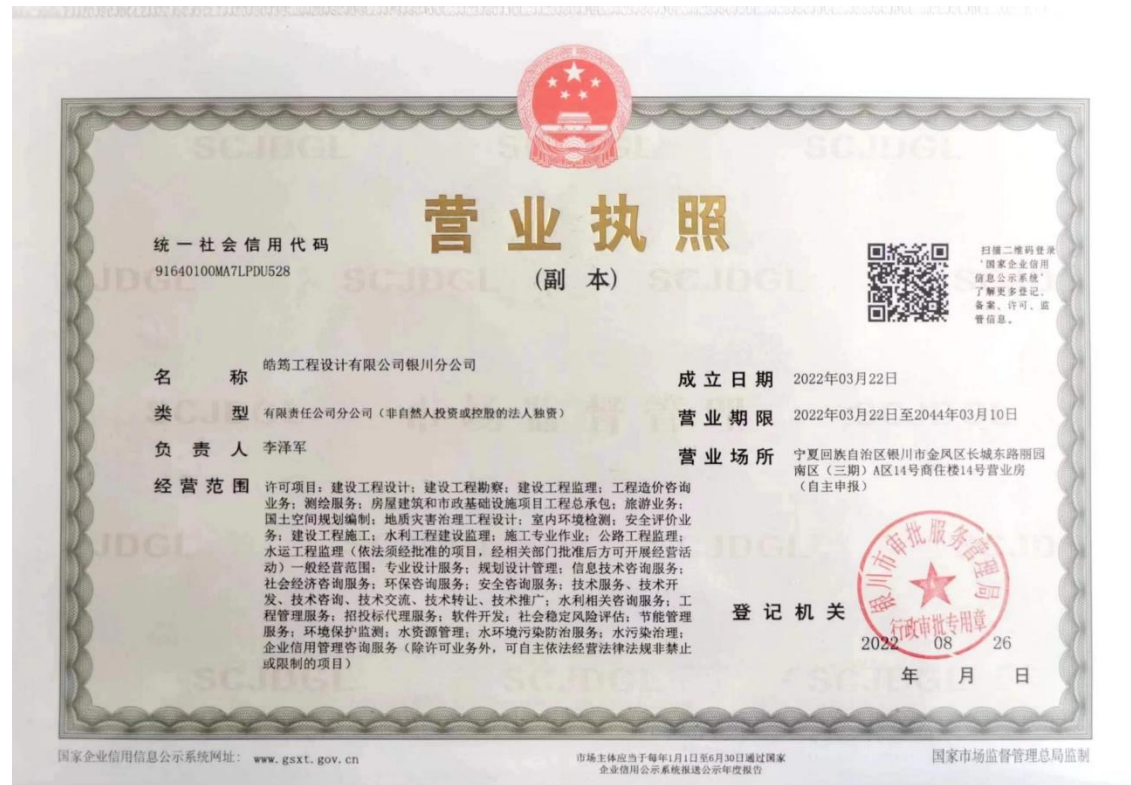 营业执照
(副 本)
统一社会信用代码
91640100MA7LPDU528
扫描二维码登录
'国家企业信用
信息公示系统'
了解更多登记、
备案、许可、监
管信息。
名 称 皓筠工程设计有限公司银川分公司
类 型 有限责任公司分公司（非自然人投资或控股的法人独资）
负 责 人 李泽军
经 营 范 围 许可项目：建设工程设计；建设工程勘察；建设工程监理；工程造价咨询
业务；测绘服务；房屋建筑和市政基础设施项目工程总承包；旅游业务；
国土空间规划编制；地质灾害治理工程设计；室内环境检测；安全评价业
务；建设工程施工；水利工程建设监理；施工专业作业；公路工程监理；
水运工程监理（依法须经批准的项目，经相关部门批准后方可开展经营活
动）一般经营范围：专业设计服务；规划设计管理；信息技术咨询服务；
社会经济咨询服务；环保咨询服务；安全咨询服务；技术服务、技术开
发、技术咨询、技术交流、技术转让、技术推广；水利相关咨询服务；工
程管理服务；招投标代理服务；软件开发；社会稳定风险评估；节能管理
服务；环境保护监测；水资源管理；水环境污染防治服务；水污染治理；
企业信用管理咨询服务（除许可业务外，可自主依法经营法律法规非禁止
或限制的项目）
成 立 日 期 2022年03月22日
营 业 期 限 2022年03月22日至2044年03月10日
营 业 场 所 宁夏回族自治区银川市金凤区长城东路丽园
南区（三期）A区14号商住楼14号营业房
（自主申报）
登 记 机 关
银川市审批服务管理局
行政审批专用章
2022 08 26
年 月 日
国家企业信用信息公示系统网址： www.gsxt.gov.cn
市场主体应当于每年1月1日至6月30日通过国家
企业信用公示系统报送公示年度报告
国家市场监督管理总局监制